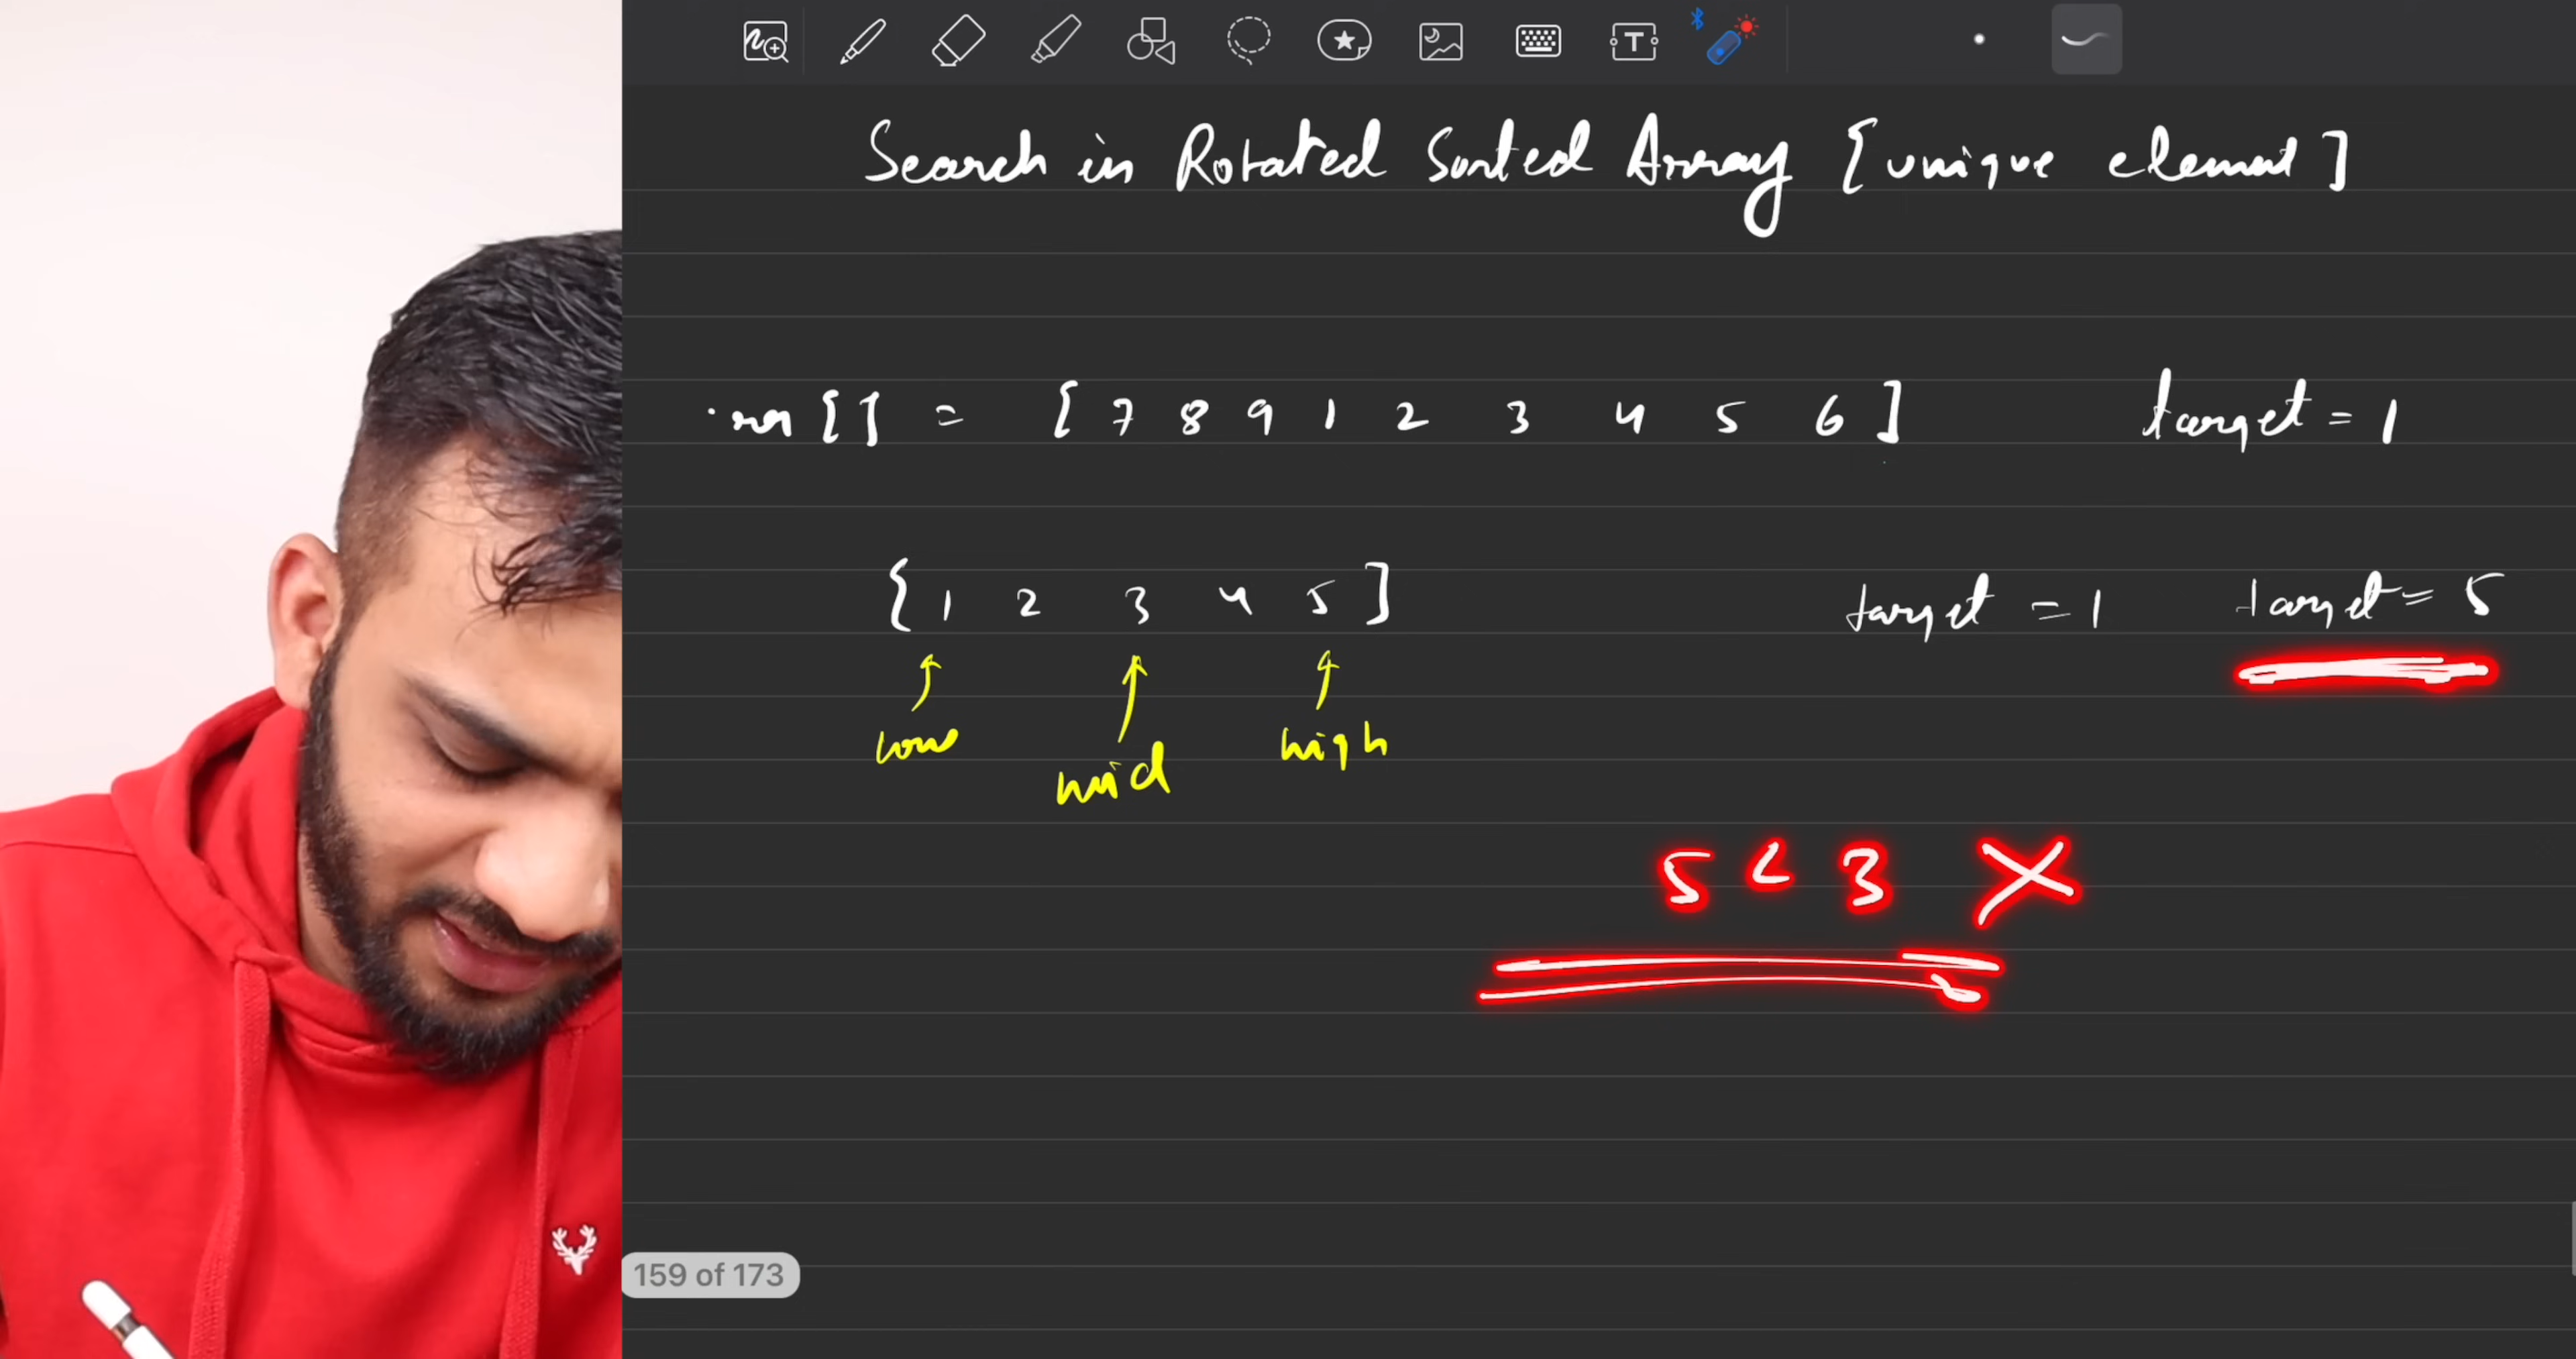 Search in Rotated Sorted Array [unique element]
arr[] = [ 7 8 9 1 2 3 4 5 6 ] target = 1
[ 1 2 3 4 5 ] target = 1 target = 5
low mid high
5 < 3 X
159 of 173